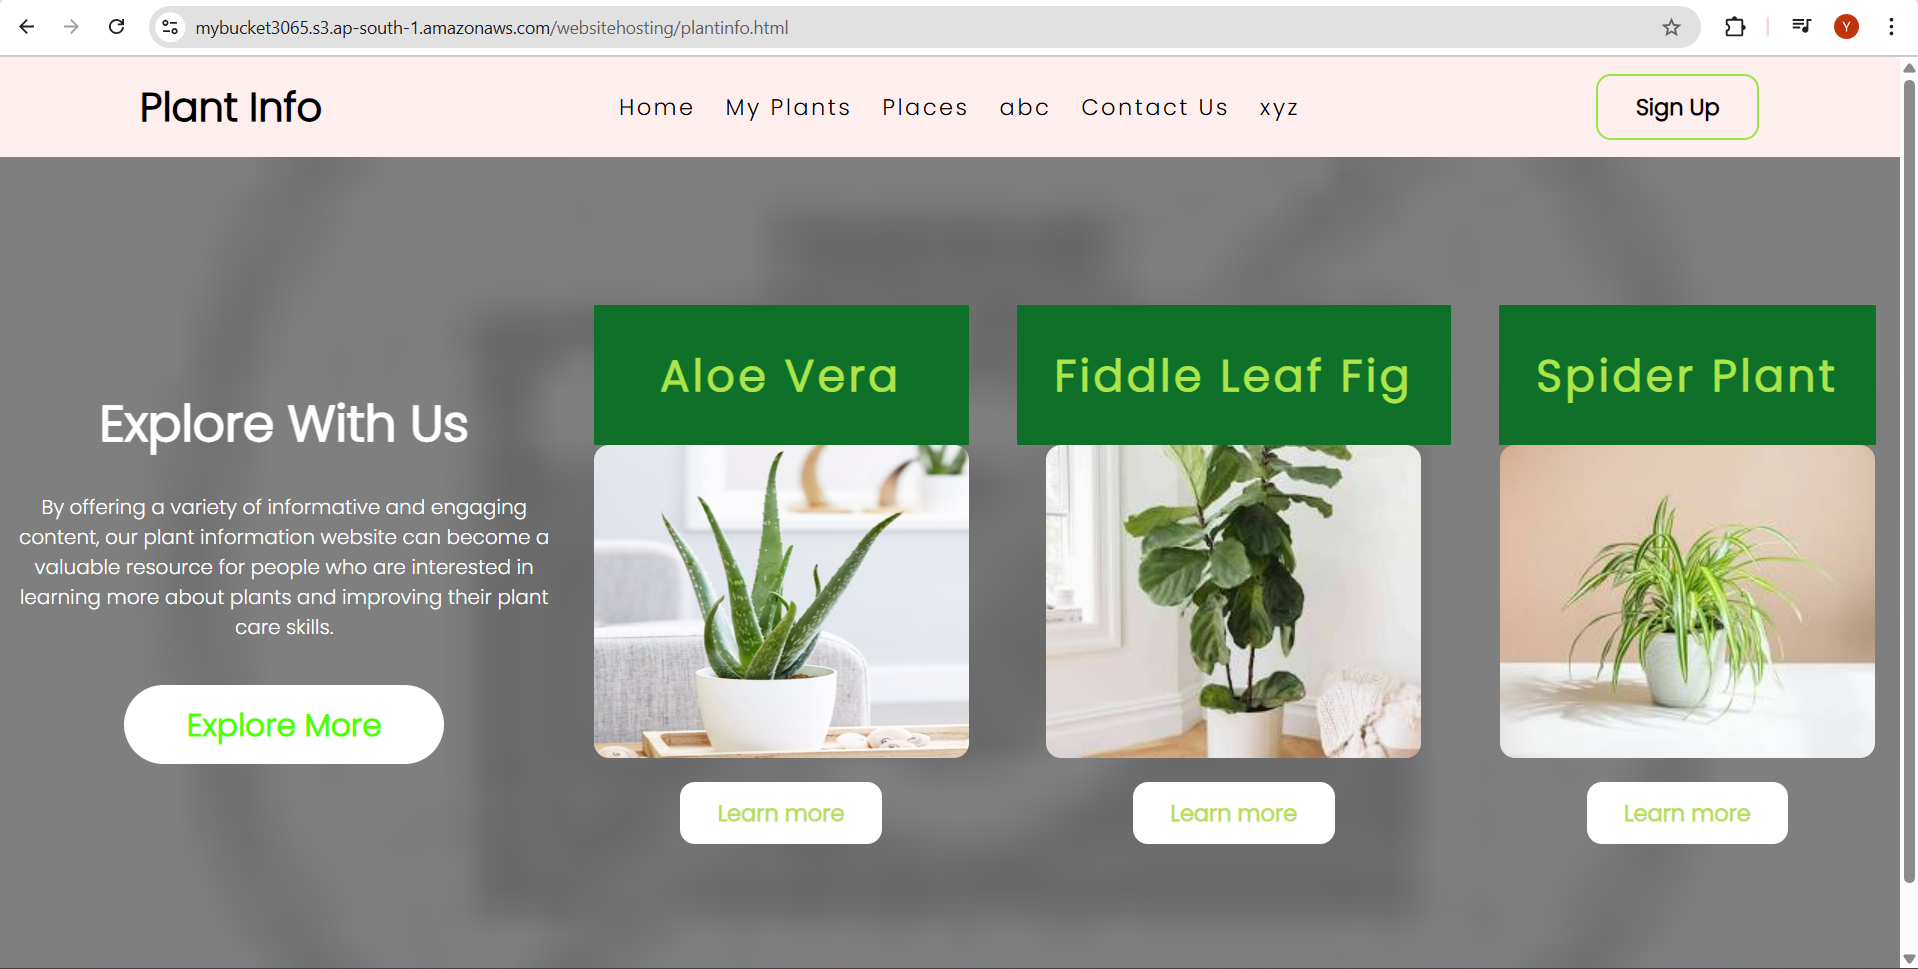 mybucket3065.s3.ap-south-1.amazonaws.com/websitehosting/plantinfo.html
Y
Plant Info
Home
My Plants
Places
abc
Contact Us
xyz
Sign Up
Explore With Us
By offering a variety of informative and engaging
content, our plant information website can become a
valuable resource for people who are interested in
learning more about plants and improving their plant
care skills.
Explore More
Aloe Vera
Learn more
Fiddle Leaf Fig
Learn more
Spider Plant
Learn more